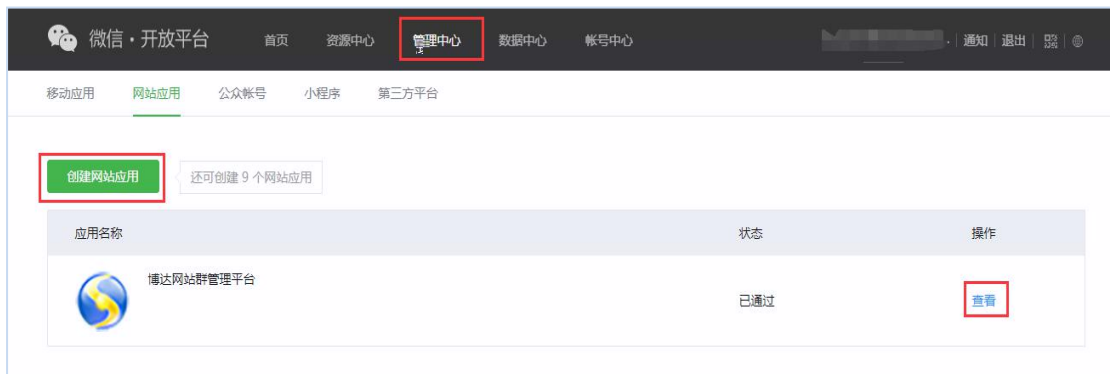 微信·开放平台 首页 资源中心 管理中心 数据中心 帐号中心 通知 退出
移动应用 网站应用 公众帐号 小程序 第三方平台
创建网站应用 还可创建 9 个网站应用
应用名称 状态 操作
博达网站群管理平台
已通过 查看